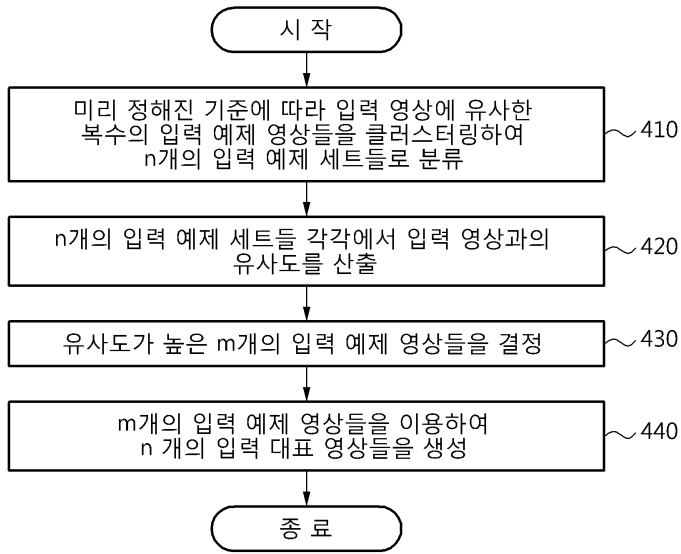 시 작
미리 정해진 기준에 따라 입력 영상에 유사한
복수의 입력 예제 영상들을 클러스터링하여
n개의 입력 예제 세트들로 분류
410
n개의 입력 예제 세트들 각각에서 입력 영상과의
유사도를 산출
420
유사도가 높은 m개의 입력 예제 영상들을 결정
430
m개의 입력 예제 영상들을 이용하여
n 개의 입력 대표 영상들을 생성
440
종 료